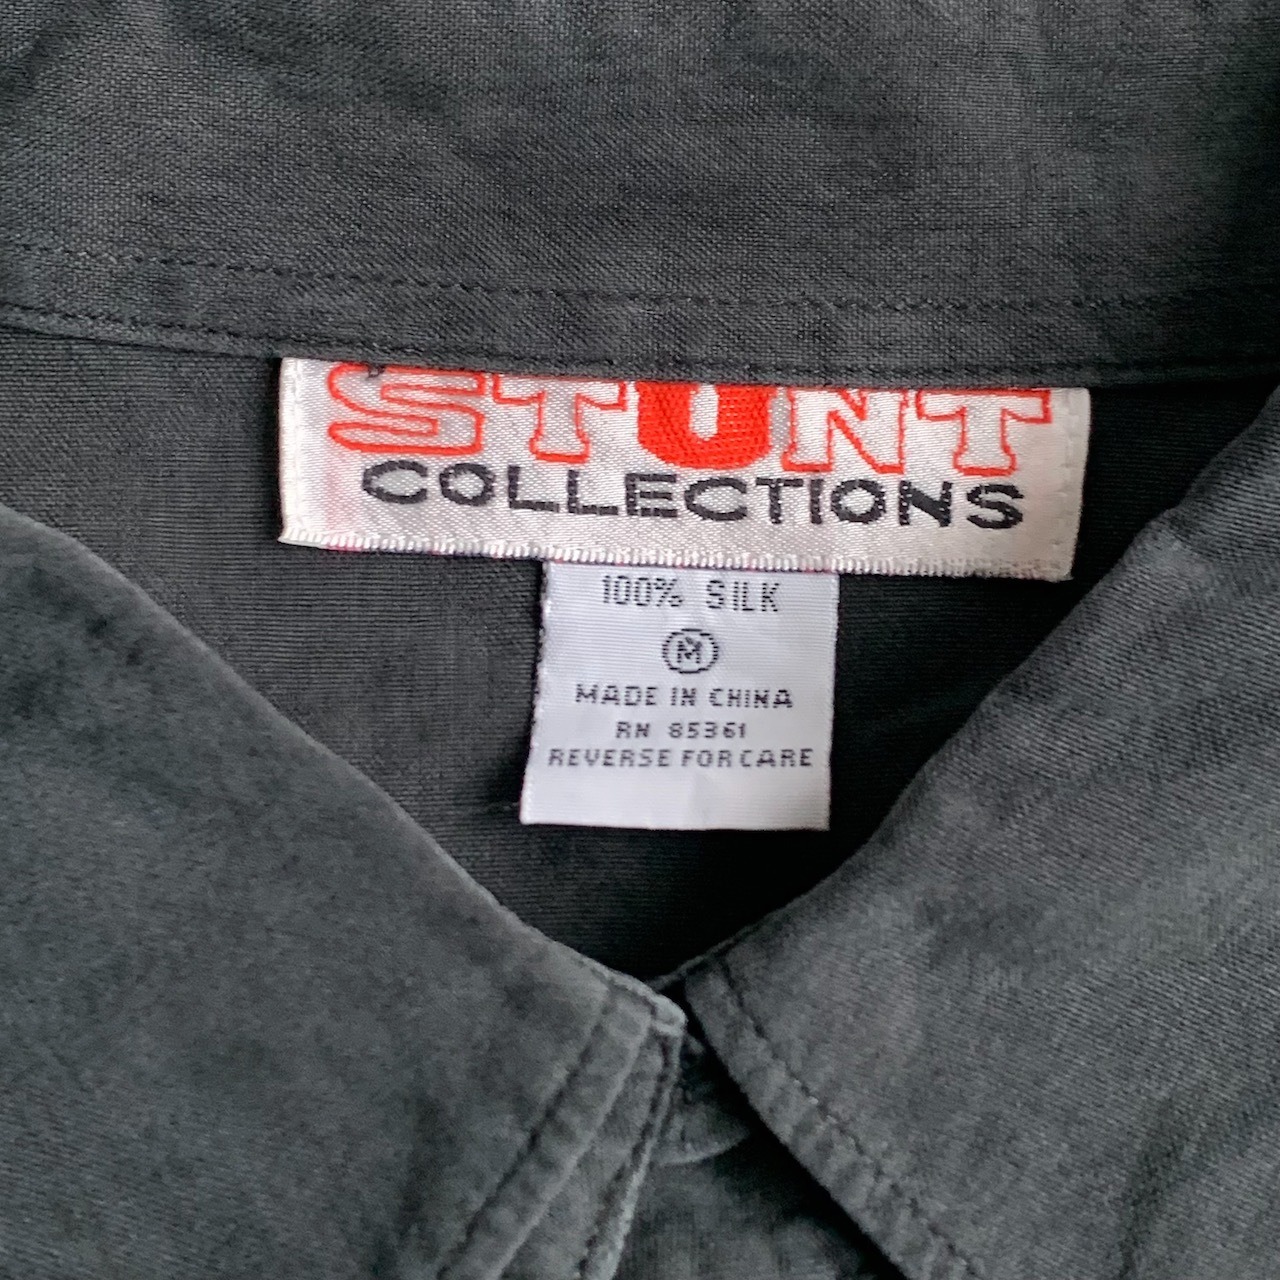 STUNT
COLLECTIONS
100% SILK
M
MADE IN CHINA
RN 85361
REVERSE FOR CARE